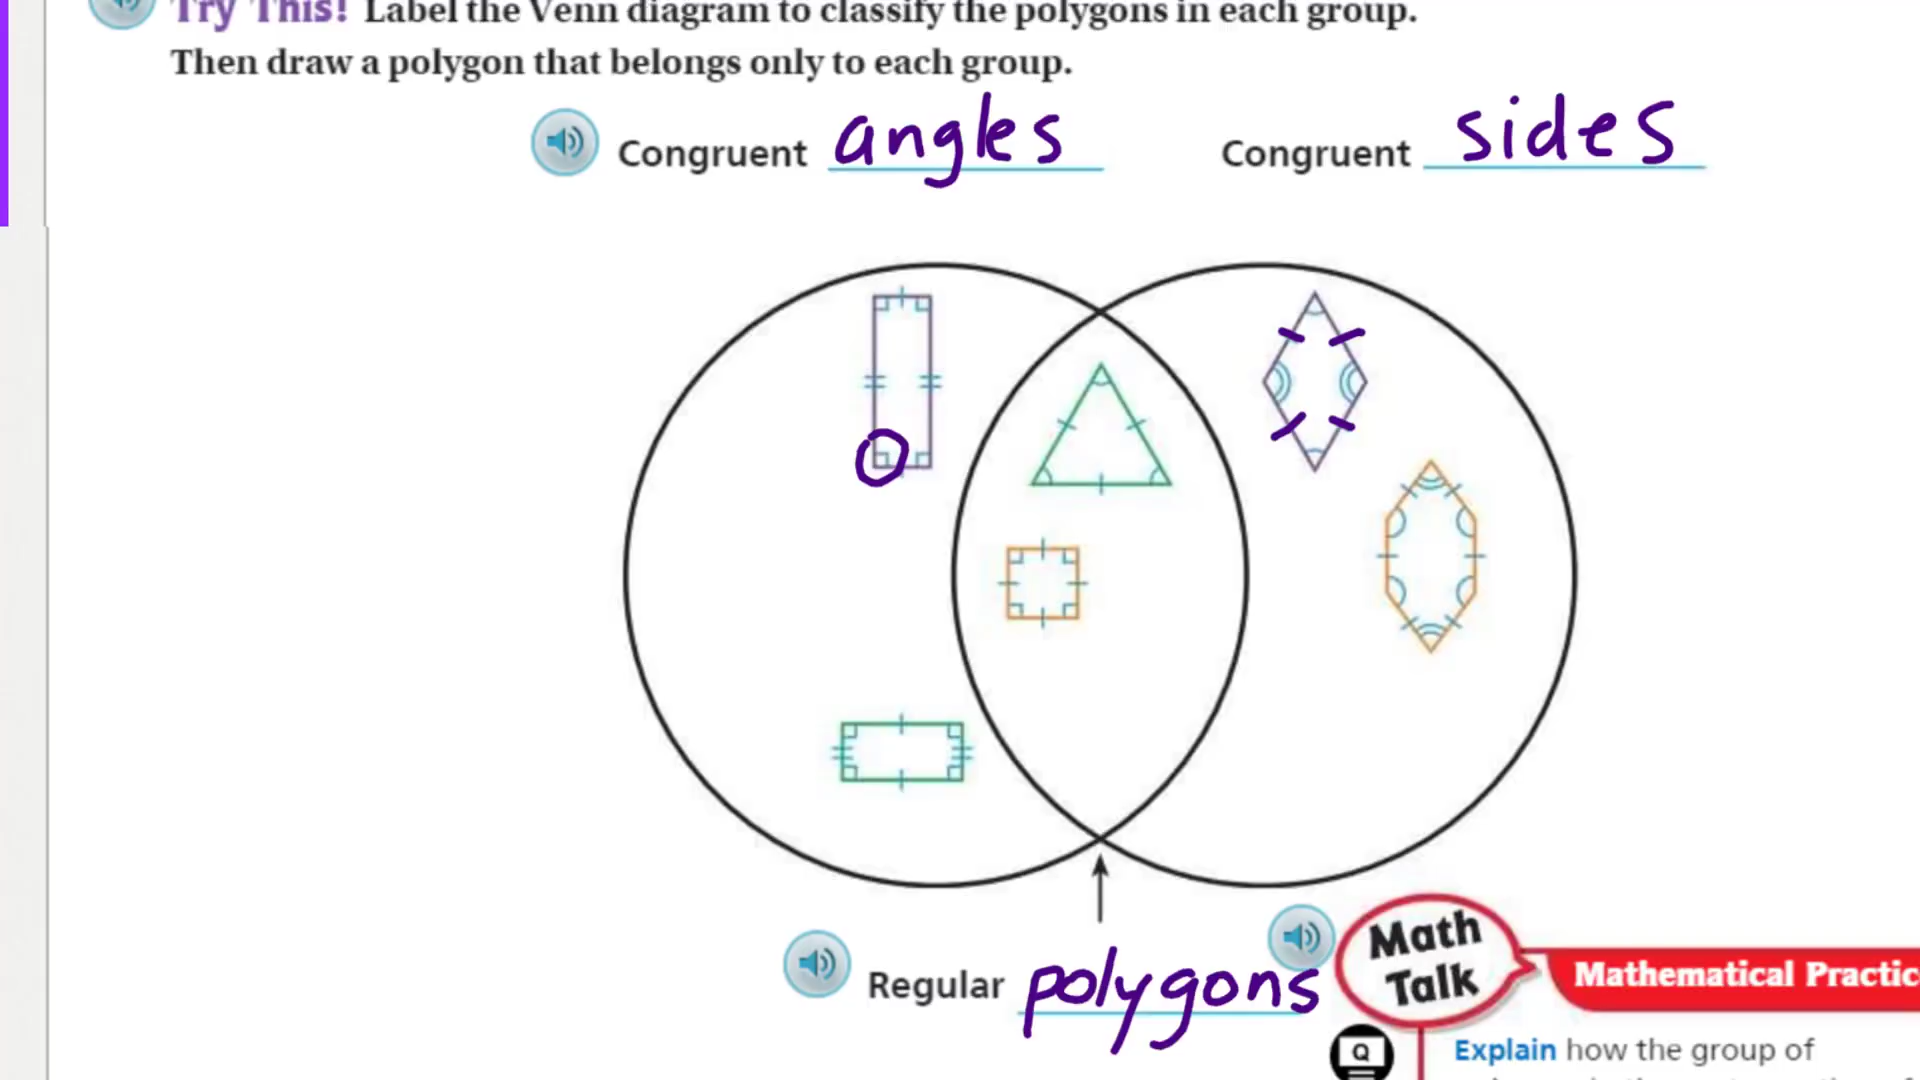 Try This! Label the Venn diagram to classify the polygons in each group.
Then draw a polygon that belongs only to each group.
Congruent angles Congruent sides
Regular polygons
Math
Talk
Mathematical Practic
Q
Explain how the group of